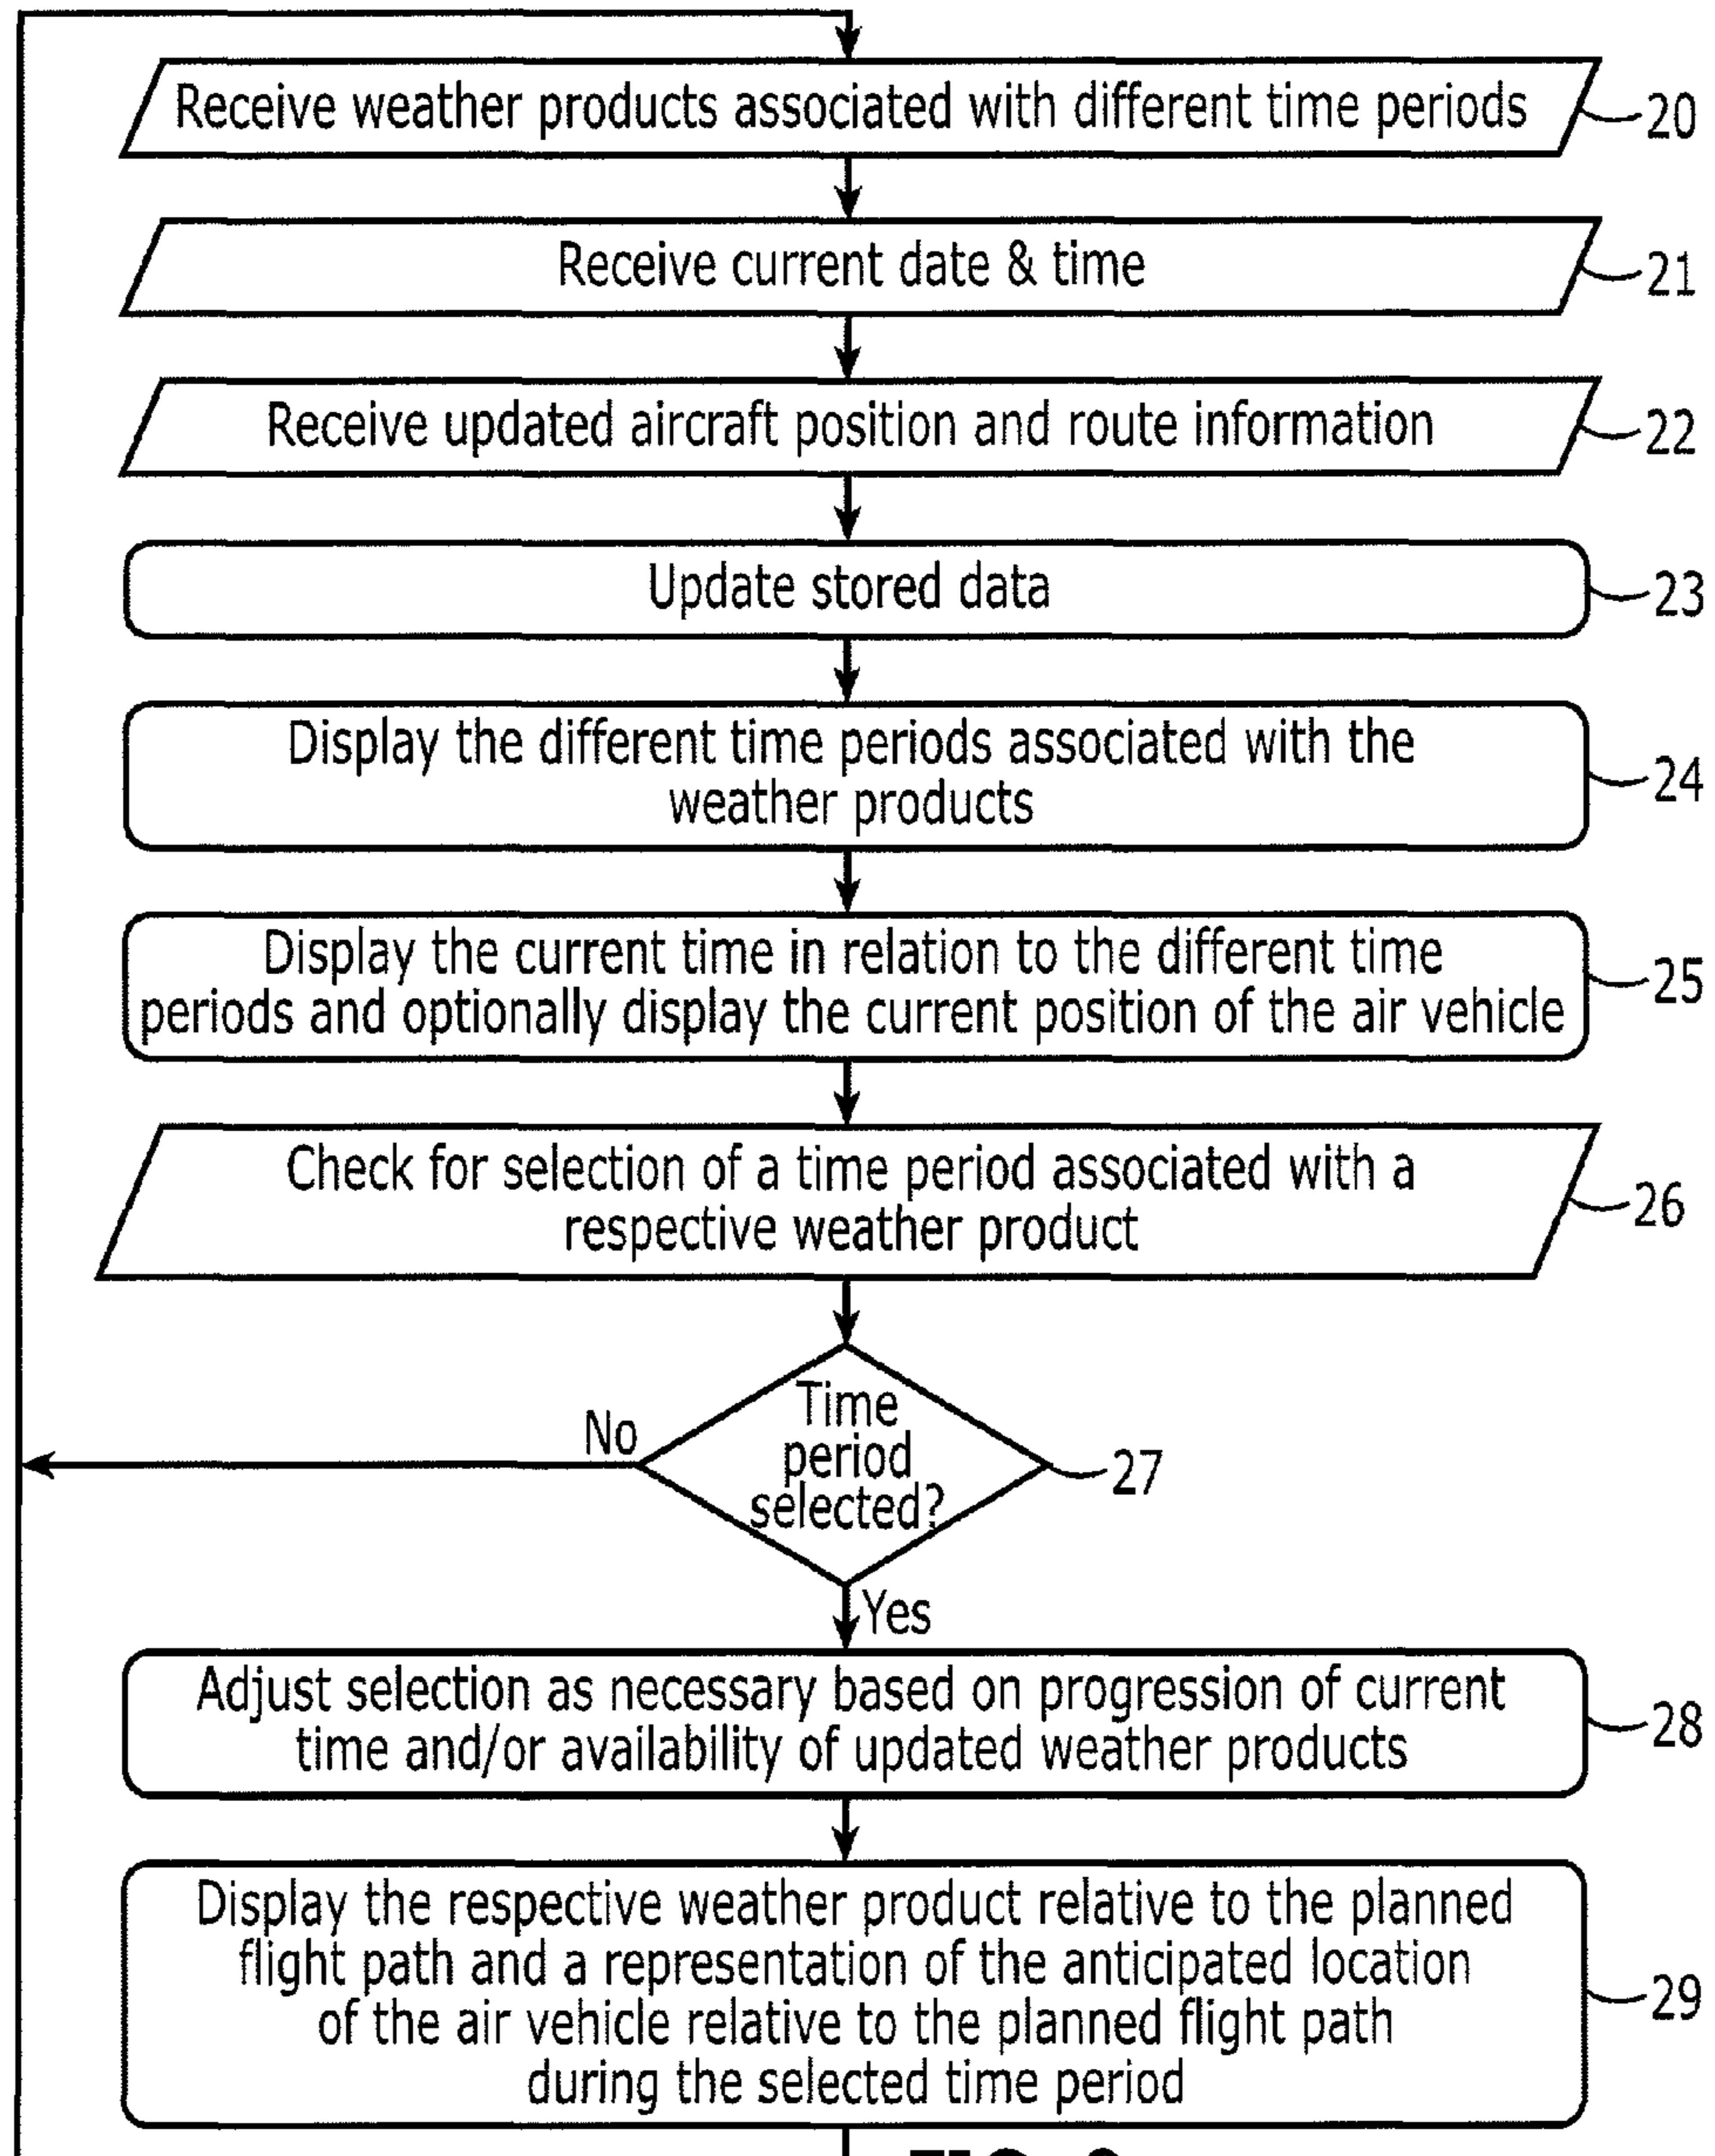 Receive weather products associated with different time periods
20
Receive current date & time
21
Receive updated aircraft position and route information
22
Update stored data
23
Display the different time periods associated with the
weather products
24
Display the current time in relation to the different time
periods and optionally display the current position of the air vehicle
25
Check for selection of a time period associated with a
respective weather product
26
Time
period
selected?
27
No
Yes
Adjust selection as necessary based on progression of current
time and/or availability of updated weather products
28
Display the respective weather product relative to the planned
flight path and a representation of the anticipated location
of the air vehicle relative to the planned flight path
during the selected time period
29